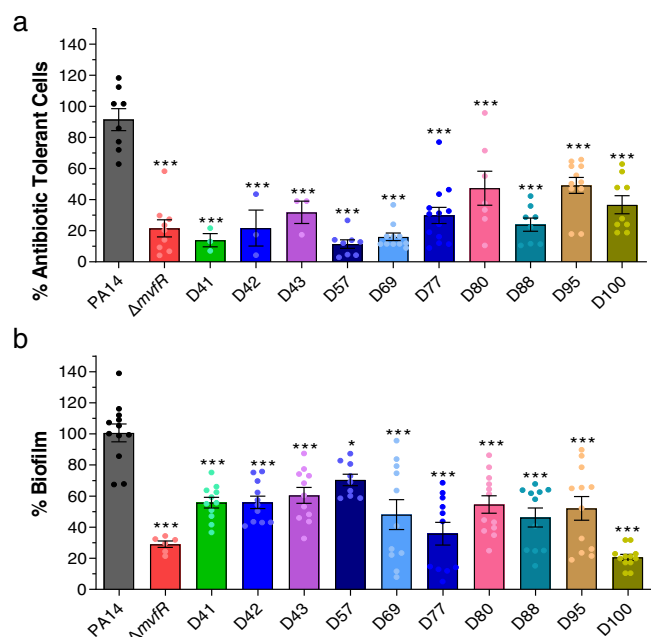 a
% Antibiotic Tolerant Cells
140
120
100
80
60
40
20
0
***
***
***
***
***
***
***
***
***
***
***
PA14
ΔmvfR
D41
D42
D43
D57
D69
D77
D80
D88
D95
D100
b
% Biofilm
140
120
100
80
60
40
20
0
***
***
***
***
*
***
***
***
***
***
***
PA14
ΔmvfR
D41
D42
D43
D57
D69
D77
D80
D88
D95
D100